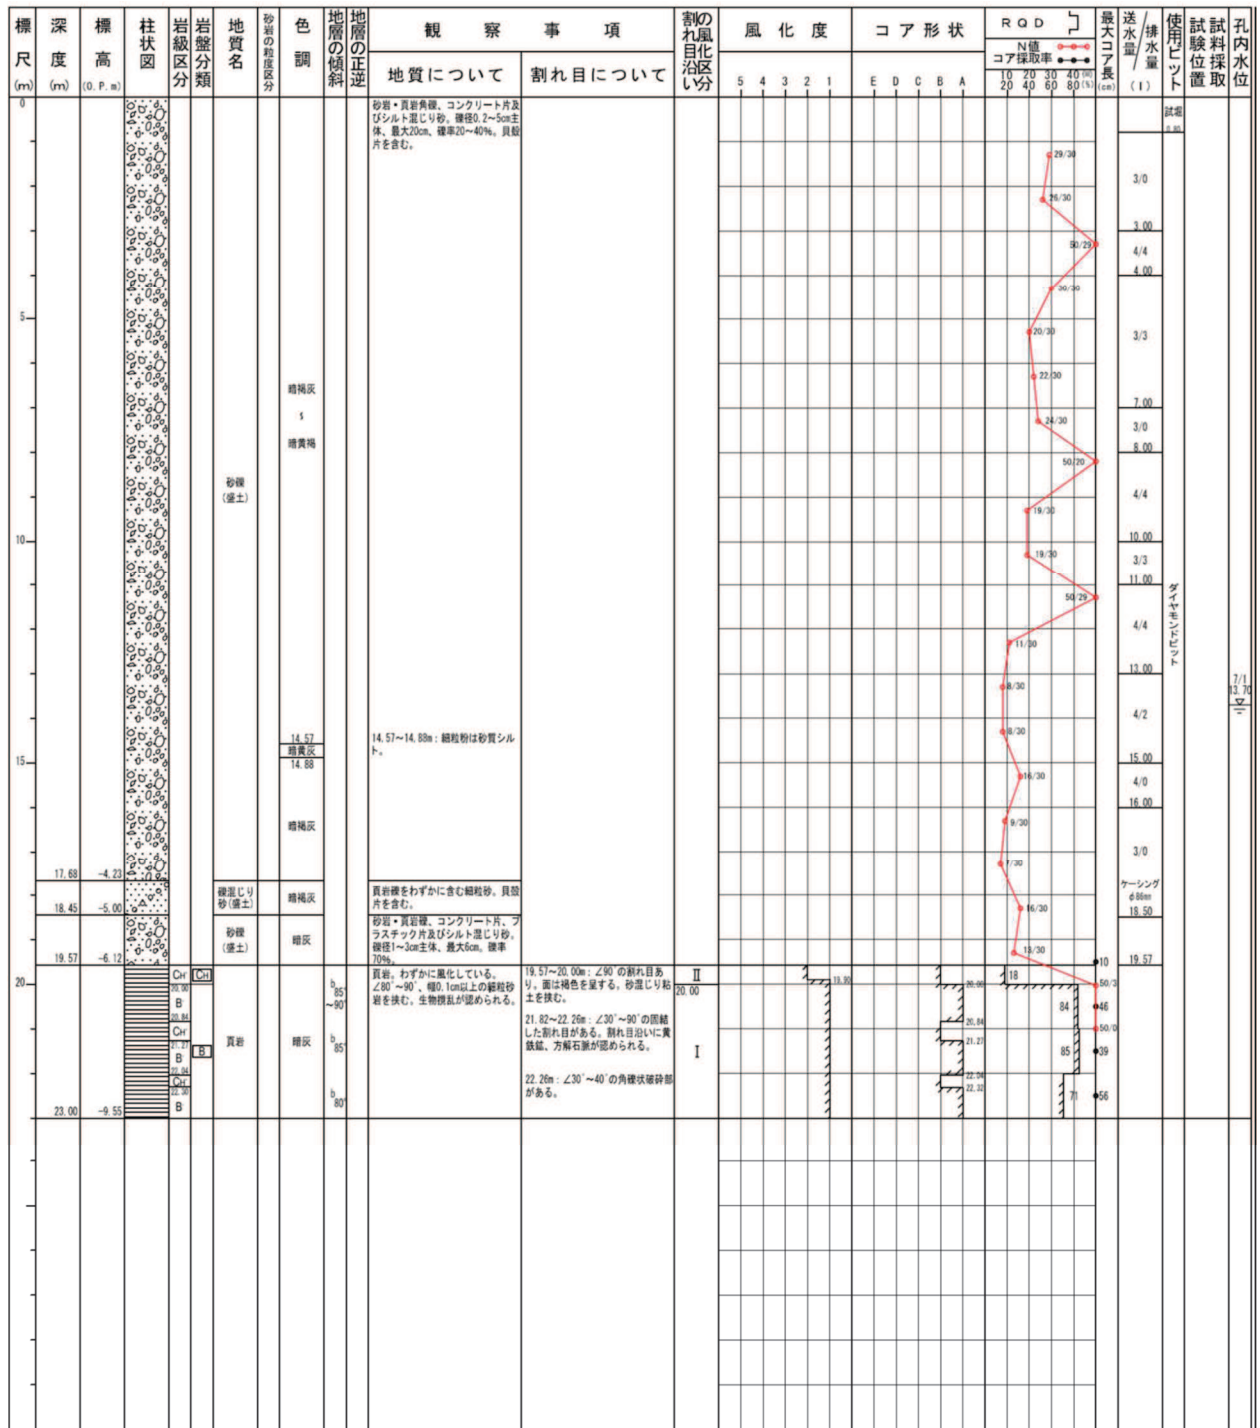 標尺(m)
深度(m)
標高(O.P.m)
柱状図
岩級区分
岩盤分類
地質名
砂岩の粒度区分
色調
地層の傾斜
地層の正逆
観察事項
地質について
割れ目について
割れ目沿いの風化区分
風化度
5 4 3 2 1
コア形状
E D C B A
RQD
N値
コア採取率
10 20 30 40 (回)
20 40 60 80 (%)
最大コア長(cm)
送水量/排水量(l)
使用ビット
試験位置
試料採取
孔内水位
0
砂岩・頁岩角礫、コンクリート片及
びシルト混じり砂。礫径0.2~5cm主
体、最大20cm、礫率20~40%。貝殻
片を含む。
試堀
0.80
29/30
3/0
26/30
3.00
50/29
4/4
4.00
30/30
5
20/30
3/3
22/30
暗褐灰
~
暗黄褐
7.00
24/30
3/0
8.00
50/20
砂礫
(盛土)
4/4
19/30
10
10.00
19/30
3/3
11.00
50/29
ダイヤモンドビット
4/4
11/30
13.00
8/30
7/1
13.70
4/2
8/30
14.57
暗黄灰
14.88
14.57~14.88m:細粒粉は砂質シル
ト。
15
15.00
16/30
4/0
16.00
暗褐灰
9/30
3/0
7/30
17.68 -4.23
礫混じり
砂(盛土)
暗褐灰
頁岩礫をわずかに含む細粒砂。貝殻
片を含む。
ケーシング
φ86mm
18.50
16/30
18.45 -5.00
砂礫
(盛土)
暗灰
砂岩・頁岩礫、コンクリート片、プ
ラスチック片及びシルト混じり砂。
礫径1~3cm主体、最大6cm。礫率
70%。
13/30
19.57 -6.12
10
19.57
20
CH
20.00
B
20.84
CH
21.27
B
22.04
CH
22.30
B
CH
B
頁岩
暗灰
b 85°~90°
b 85°
b 80°
頁岩。わずかに風化している。
∠80°~90°、幅0.1cm以上の細粒砂
岩を挟む。生物擾乱が認められる。
19.57~20.00m:∠90°の割れ目あ
り。面は褐色を呈する。砂混じり粘
土を挟む。
21.82~22.26m:∠30°~90°の固結
した割れ目がある。割れ目沿いに黄
鉄鉱、方解石脈が認められる。
22.26m:∠30°~40°の角礫状破砕部
がある。
Ⅱ
20.00
Ⅰ
19.90
20.00
20.84
21.27
22.04
22.32
18
50/3
84
46
50/0
85
39
71
56
23.00 -9.55